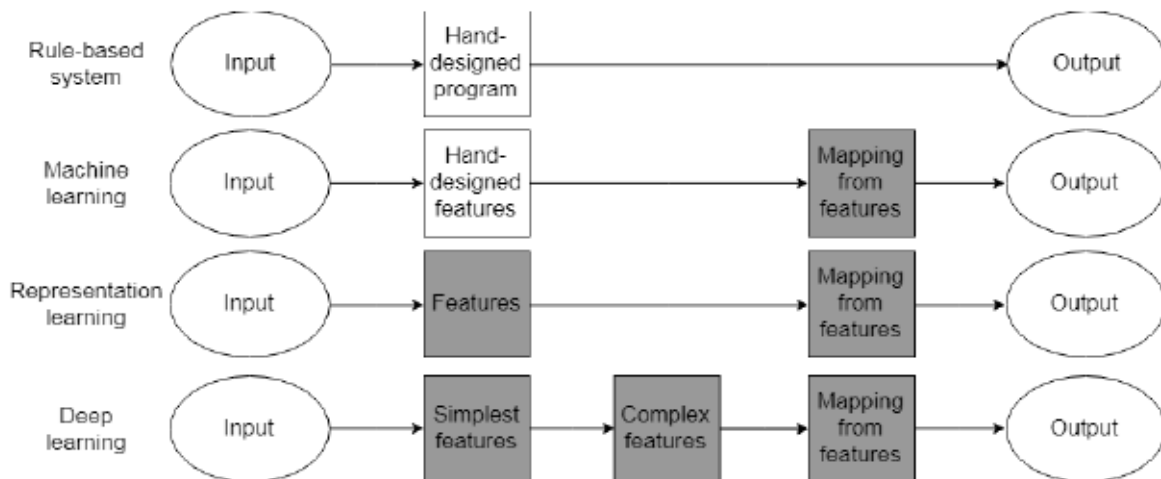 Rule-based
system
Input
Hand-
designed
program
Output
Machine
learning
Input
Hand-
designed
features
Mapping
from
features
Output
Representation
learning
Input
Features
Mapping
from
features
Output
Deep
learning
Input
Simplest
features
Complex
features
Mapping
from
features
Output